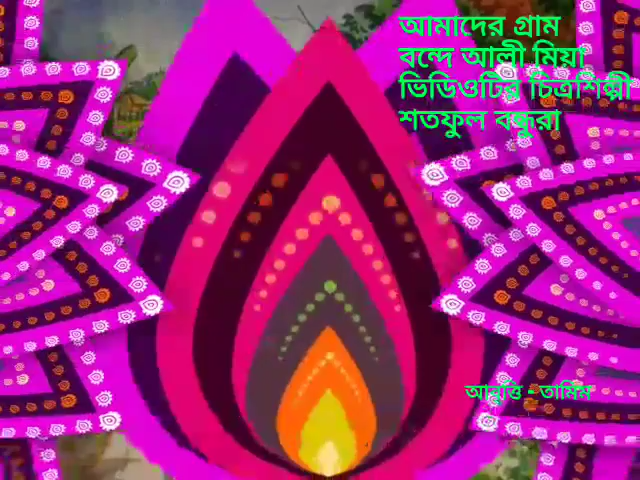 আমাদের গ্রাম
বন্দে আলী মিয়া
ভিডিওটির চিত্রশিল্পী
শতফুল বন্ধুরা
আবৃত্তি - তামিম